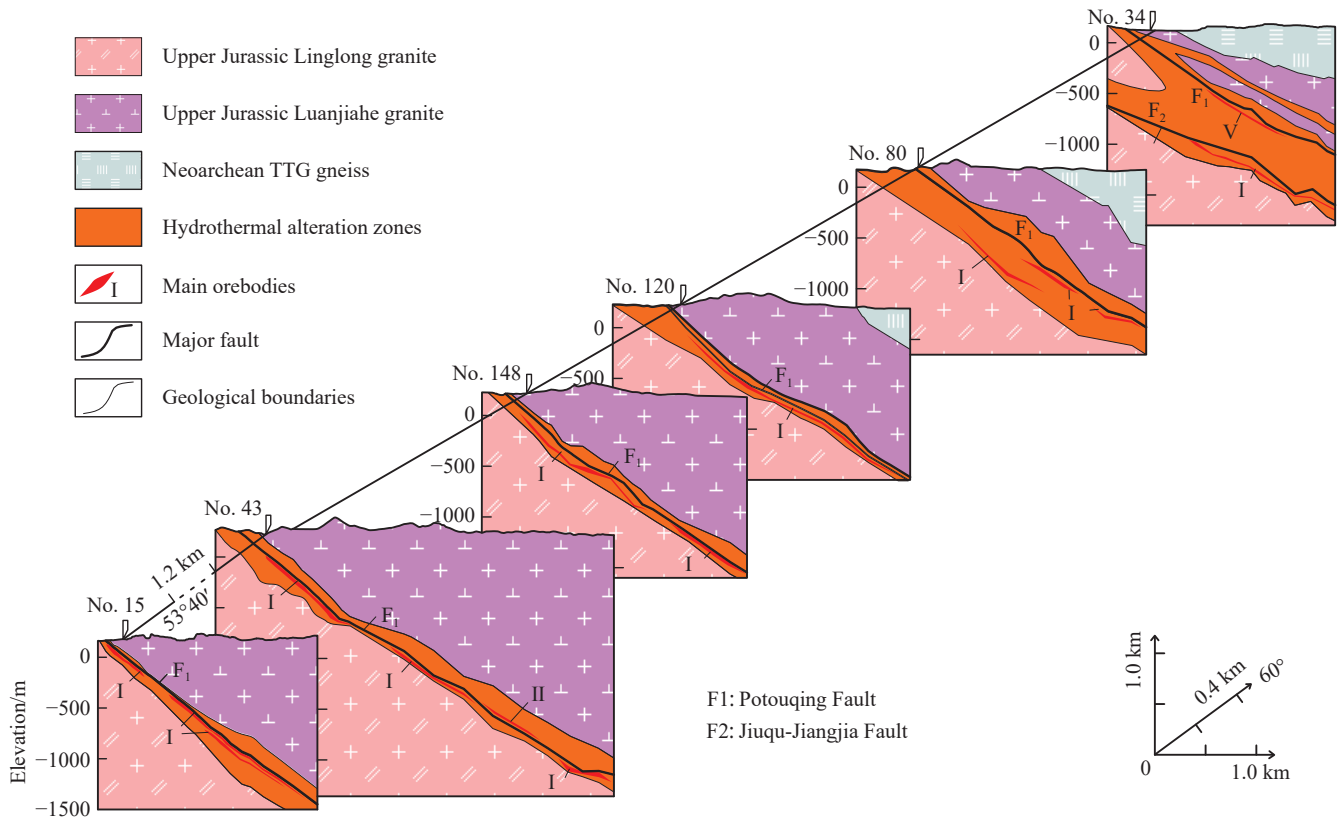 Upper Jurassic Linglong granite
Upper Jurassic Luanjiahe granite
Neoarchean TTG gneiss
Hydrothermal alteration zones
I
Main orebodies
Major fault
Geological boundaries
No. 34
0
−500
−1000
F₁
F₂
V
I
No. 80
0
−500
−1000
F₁
I
I
No. 120
0
−500
F₁
I
No. 148
0
−500
−1000
F₁
I
I
No. 43
F₁
I
I
II
I
1.2 km
53°40′
No. 15
0
−500
−1000
−1500
Elevation/m
F₁
I
I
F1: Potouqing Fault
F2: Jiuqu-Jiangjia Fault
1.0 km
0.4 km
60°
0
1.0 km